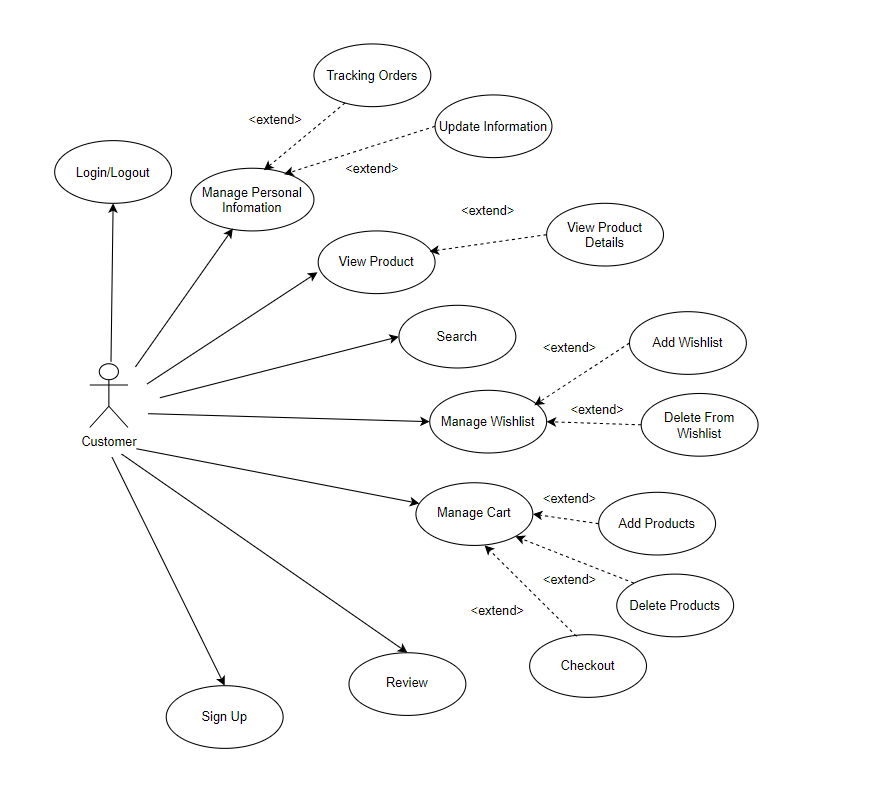 Tracking Orders
<extend>
Update Information
<extend>
Login/Logout
Manage Personal
Infomation
<extend>
View Product
Details
View Product
Search
<extend>
Add Wishlist
<extend>
Manage Wishlist
Delete From
Wishlist
Customer
<extend>
Manage Cart
Add Products
<extend>
Delete Products
<extend>
Checkout
Review
Sign Up